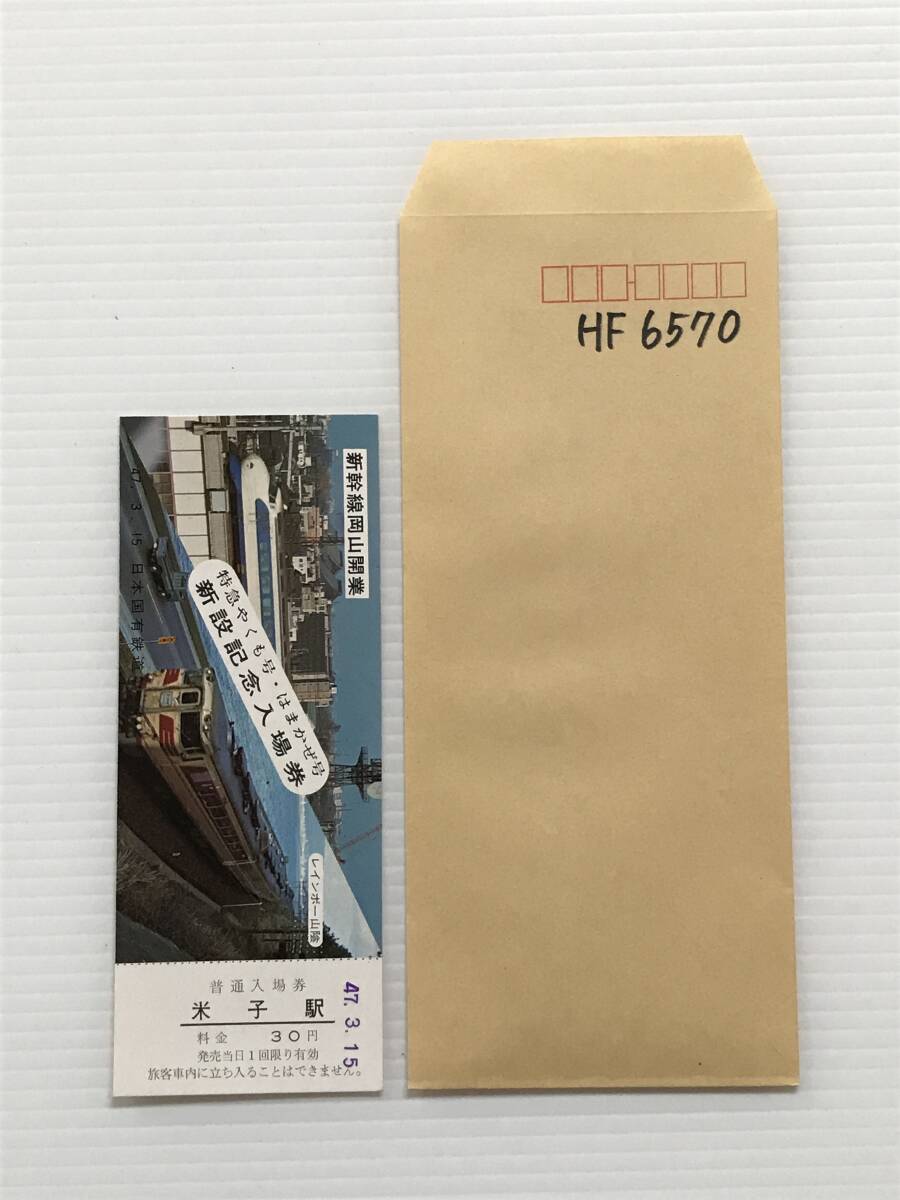 HF 6570
新幹線岡山開業
特急やくも号・はまかぜ号
新設記念入場券
レインボー山陰
47. 3. 15 日本国有鉄道
普通入場券
米子駅
料金 30円
発売当日1回限り有効
旅客車内に立ち入ることはできません。
47. 3. 15